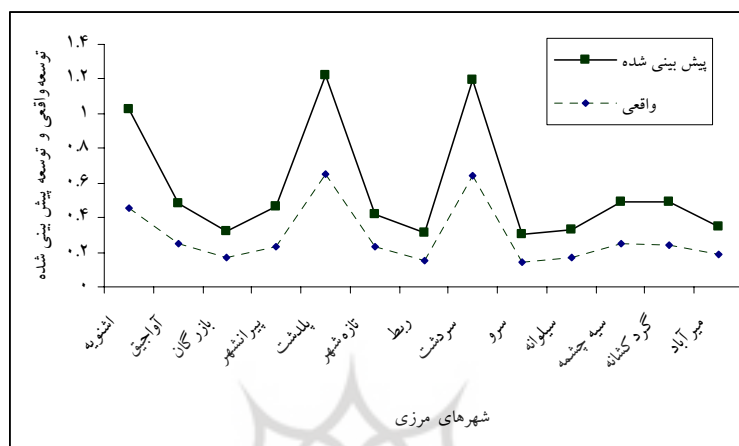 توسعه واقعی و توسعه پیش بینی شده
۱.۴
۱.۲
۱
۰.۸
۰.۶
۰.۴
۰.۲
۰
پیش بینی شده
واقعی
اشنویه
آواجیق
بازرگان
پیرانشهر
پلدشت
تازه شهر
ربط
سردشت
سرو
سیلوانه
سیه چشمه
گرد کشانه
میرآباد
شهرهای مرزی